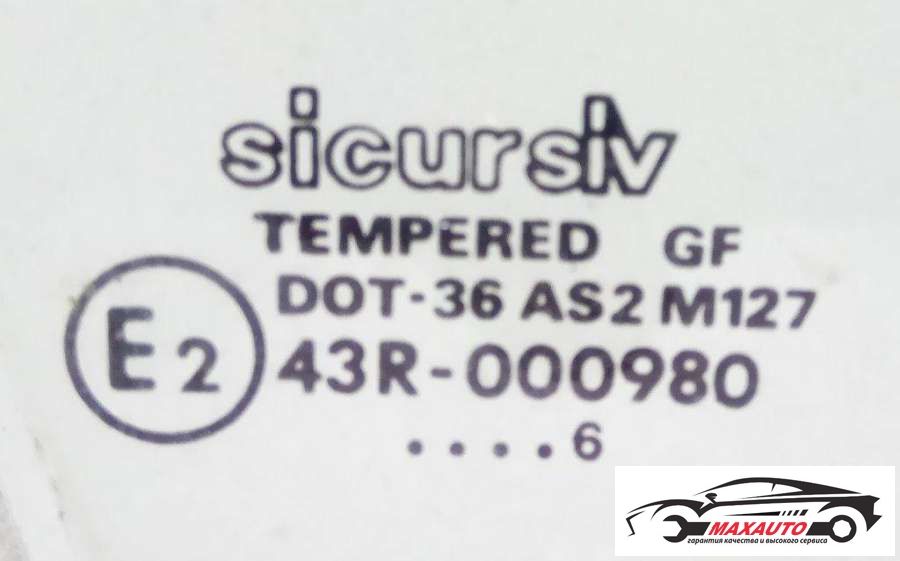 sicursiv
TEMPERED GF
DOT-36 AS2 M127
E2 43R-000980
....6
MAXAUTO
гарантия качества и высокого сервиса